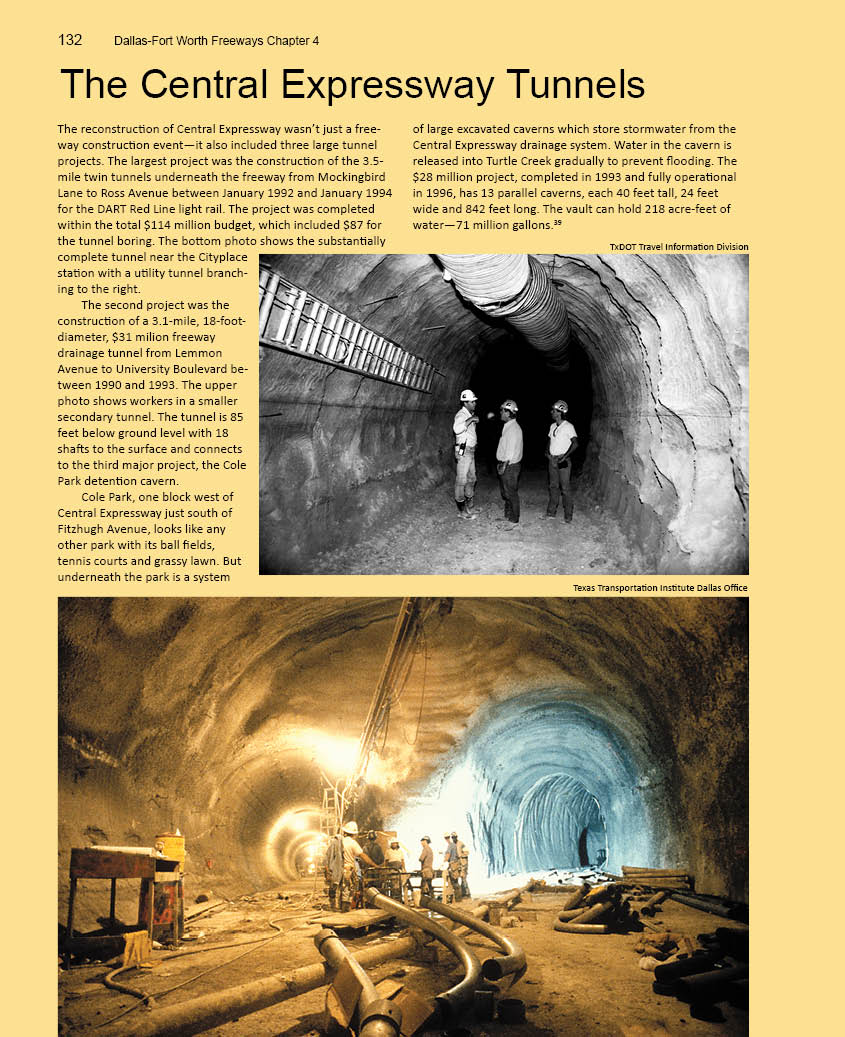 132 Dallas-Fort Worth Freeways Chapter 4
The Central Expressway Tunnels
The reconstruction of Central Expressway wasn't just a free-
way construction event—it also included three large tunnel
projects. The largest project was the construction of the 3.5-
mile twin tunnels underneath the freeway from Mockingbird
Lane to Ross Avenue between January 1992 and January 1994
for the DART Red Line light rail. The project was completed
within the total $114 million budget, which included $87 for
the tunnel boring. The bottom photo shows the substantially
complete tunnel near the Cityplace
station with a utility tunnel branch-
ing to the right.
The second project was the
construction of a 3.1-mile, 18-foot-
diameter, $31 milion freeway
drainage tunnel from Lemmon
Avenue to University Boulevard be-
tween 1990 and 1993. The upper
photo shows workers in a smaller
secondary tunnel. The tunnel is 85
feet below ground level with 18
shafts to the surface and connects
to the third major project, the Cole
Park detention cavern.
Cole Park, one block west of
Central Expressway just south of
Fitzhugh Avenue, looks like any
other park with its ball fields,
tennis courts and grassy lawn. But
underneath the park is a system
of large excavated caverns which store stormwater from the
Central Expressway drainage system. Water in the cavern is
released into Turtle Creek gradually to prevent flooding. The
$28 million project, completed in 1993 and fully operational
in 1996, has 13 parallel caverns, each 40 feet tall, 24 feet
wide and 842 feet long. The vault can hold 218 acre-feet of
water—71 million gallons.³⁹
TxDOT Travel Information Division
Texas Transportation Institute Dallas Office